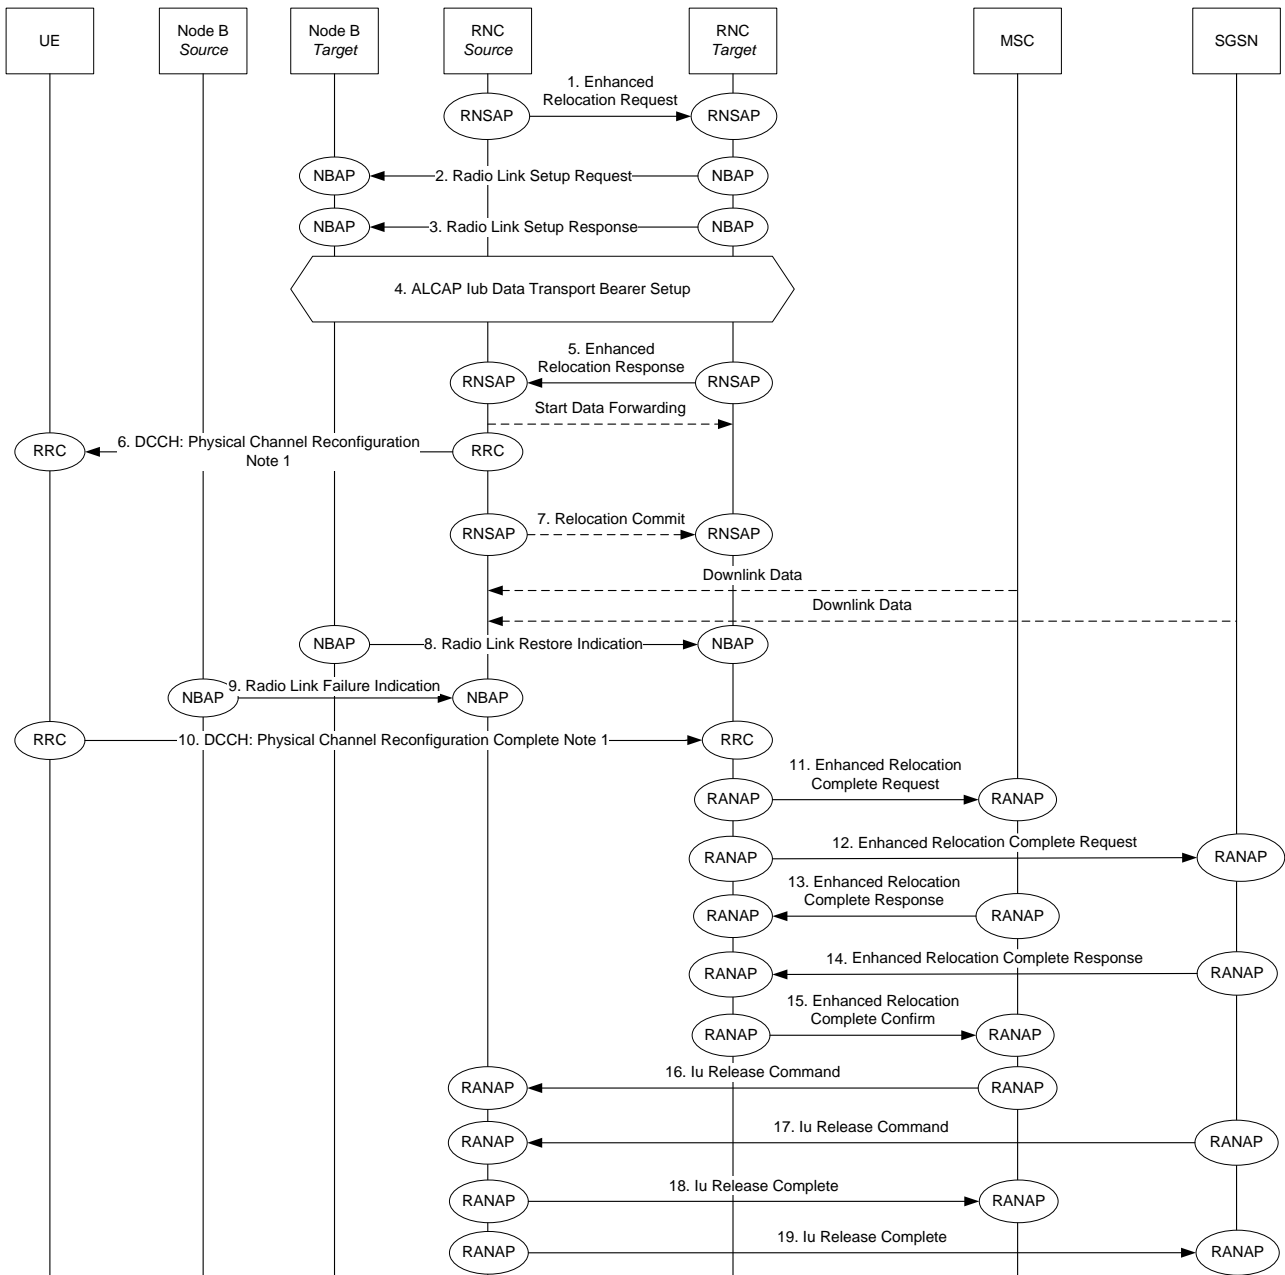 UE
Node B
Source
Node B
Target
RNC
Source
RNC
Target
MSC
SGSN
1. Enhanced
Relocation Request
RNSAP
RNSAP
NBAP
2. Radio Link Setup Request
NBAP
NBAP
3. Radio Link Setup Response
NBAP
4. ALCAP Iub Data Transport Bearer Setup
5. Enhanced
Relocation Response
RNSAP
RNSAP
Start Data Forwarding
RRC
6. DCCH: Physical Channel Reconfiguration
Note 1
RRC
RNSAP
7. Relocation Commit
RNSAP
Downlink Data
Downlink Data
NBAP
8. Radio Link Restore Indication
NBAP
NBAP
9. Radio Link Failure Indication
NBAP
RRC
10. DCCH: Physical Channel Reconfiguration Complete Note 1
RRC
11. Enhanced Relocation
Complete Request
RANAP
RANAP
12. Enhanced Relocation Complete Request
RANAP
RANAP
13. Enhanced Relocation
Complete Response
RANAP
RANAP
14. Enhanced Relocation Complete Response
RANAP
RANAP
15. Enhanced Relocation
Complete Confirm
RANAP
RANAP
16. Iu Release Command
RANAP
RANAP
17. Iu Release Command
RANAP
RANAP
18. Iu Release Complete
RANAP
RANAP
19. Iu Release Complete
RANAP
RANAP